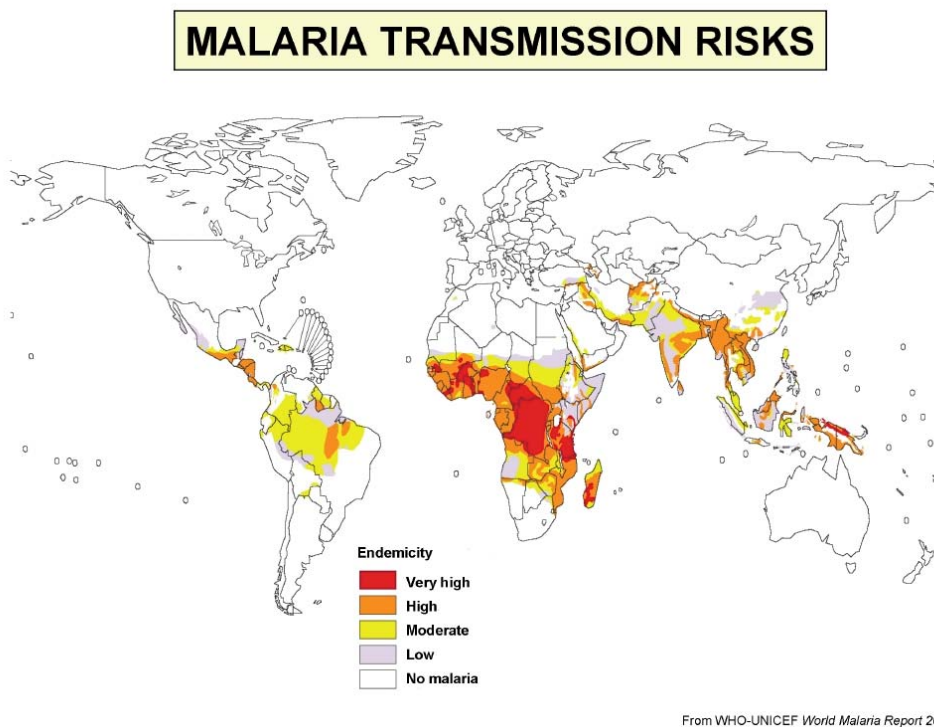 MALARIA TRANSMISSION RISKS
Endemicity
Very high
High
Moderate
Low
No malaria
From WHO-UNICEF World Malaria Report